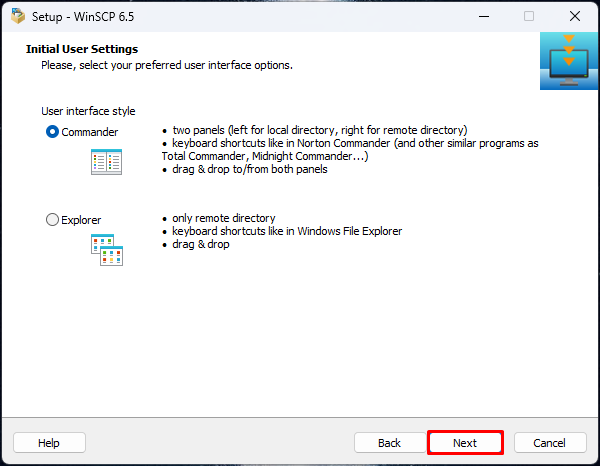 Setup - WinSCP 6.5
Initial User Settings
Please, select your preferred user interface options.
User interface style
Commander
• two panels (left for local directory, right for remote directory)
• keyboard shortcuts like in Norton Commander (and other similar programs as
Total Commander, Midnight Commander...)
• drag & drop to/from both panels
Explorer
• only remote directory
• keyboard shortcuts like in Windows File Explorer
• drag & drop
Help
Back
Next
Cancel